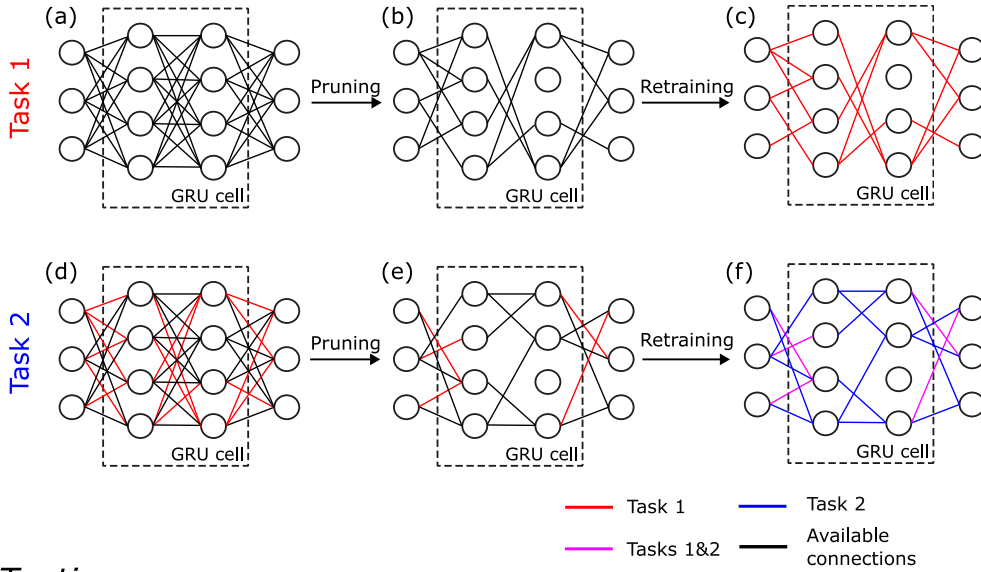 (a)
(b)
(c)
Task 1
Pruning
Retraining
GRU cell
GRU cell
GRU cell
(d)
(e)
(f)
Task 2
Pruning
Retraining
GRU cell
GRU cell
GRU cell
Task 1
Task 2
Tasks 1&2
Available
connections